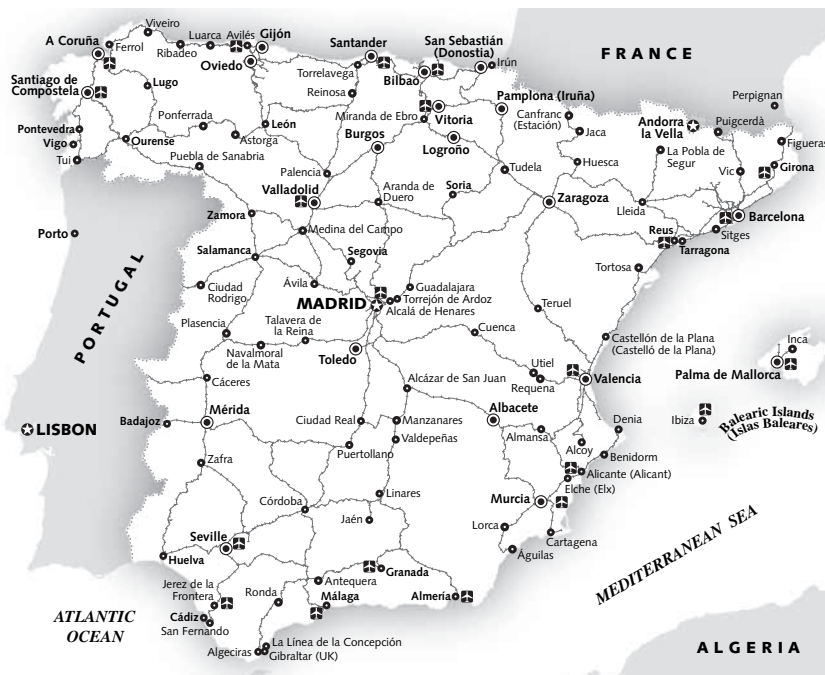 Viveiro
A Coruña
Ferrol
Ribadeo
Luarca
Avilés
Gijón
Oviedo
Santander
Torrelavega
Reinosa
Bilbao
San Sebastián
(Donostia)
Irún
FRANCE
Santiago de
Compostela
Lugo
Ponferrada
León
Astorga
Miranda de Ebro
Vitoria
Pamplona (Iruña)
Canfranc
(Estación)
Jaca
Andorra
la Vella
Puigcerdà
Perpignan
Pontevedra
Vigo
Tui
Ourense
Puebla de Sanabria
Burgos
Logroño
Palencia
Tudela
Huesca
La Pobla de
Segur
Vic
Figueras
Girona
Valladolid
Aranda de
Duero
Soria
Zaragoza
Lleida
Barcelona
Zamora
Medina del Campo
Reus
Tarragona
Sitges
Porto
Salamanca
Segovia
Tortosa
PORTUGAL
Ciudad
Rodrigo
Ávila
MADRID
Guadalajara
Torrejón de Ardoz
Alcalá de Henares
Teruel
Plasencia
Talavera de
la Reina
Navalmoral
de la Mata
Toledo
Cuenca
Castellón de la Plana
(Castelló de la Plana)
Inca
Palma de Mallorca
Utiel
Requena
Valencia
Cáceres
Alcázar de San Juan
Balearic Islands
(Islas Baleares)
Ibiza
Badajoz
Mérida
LISBON
Ciudad Real
Manzanares
Valdepeñas
Albacete
Almansa
Denia
Alcoy
Benidorm
Puertollano
Zafra
Alicante (Alicant)
Elche (Elx)
Córdoba
Linares
Murcia
Jaén
Lorca
Cartagena
Águilas
Seville
Huelva
MEDITERRANEAN SEA
Jerez de la
Frontera
Ronda
Antequera
Granada
Málaga
Almería
Cádiz
San Fernando
ATLANTIC
OCEAN
La Línea de la Concepción
Algeciras
Gibraltar (UK)
ALGERIA